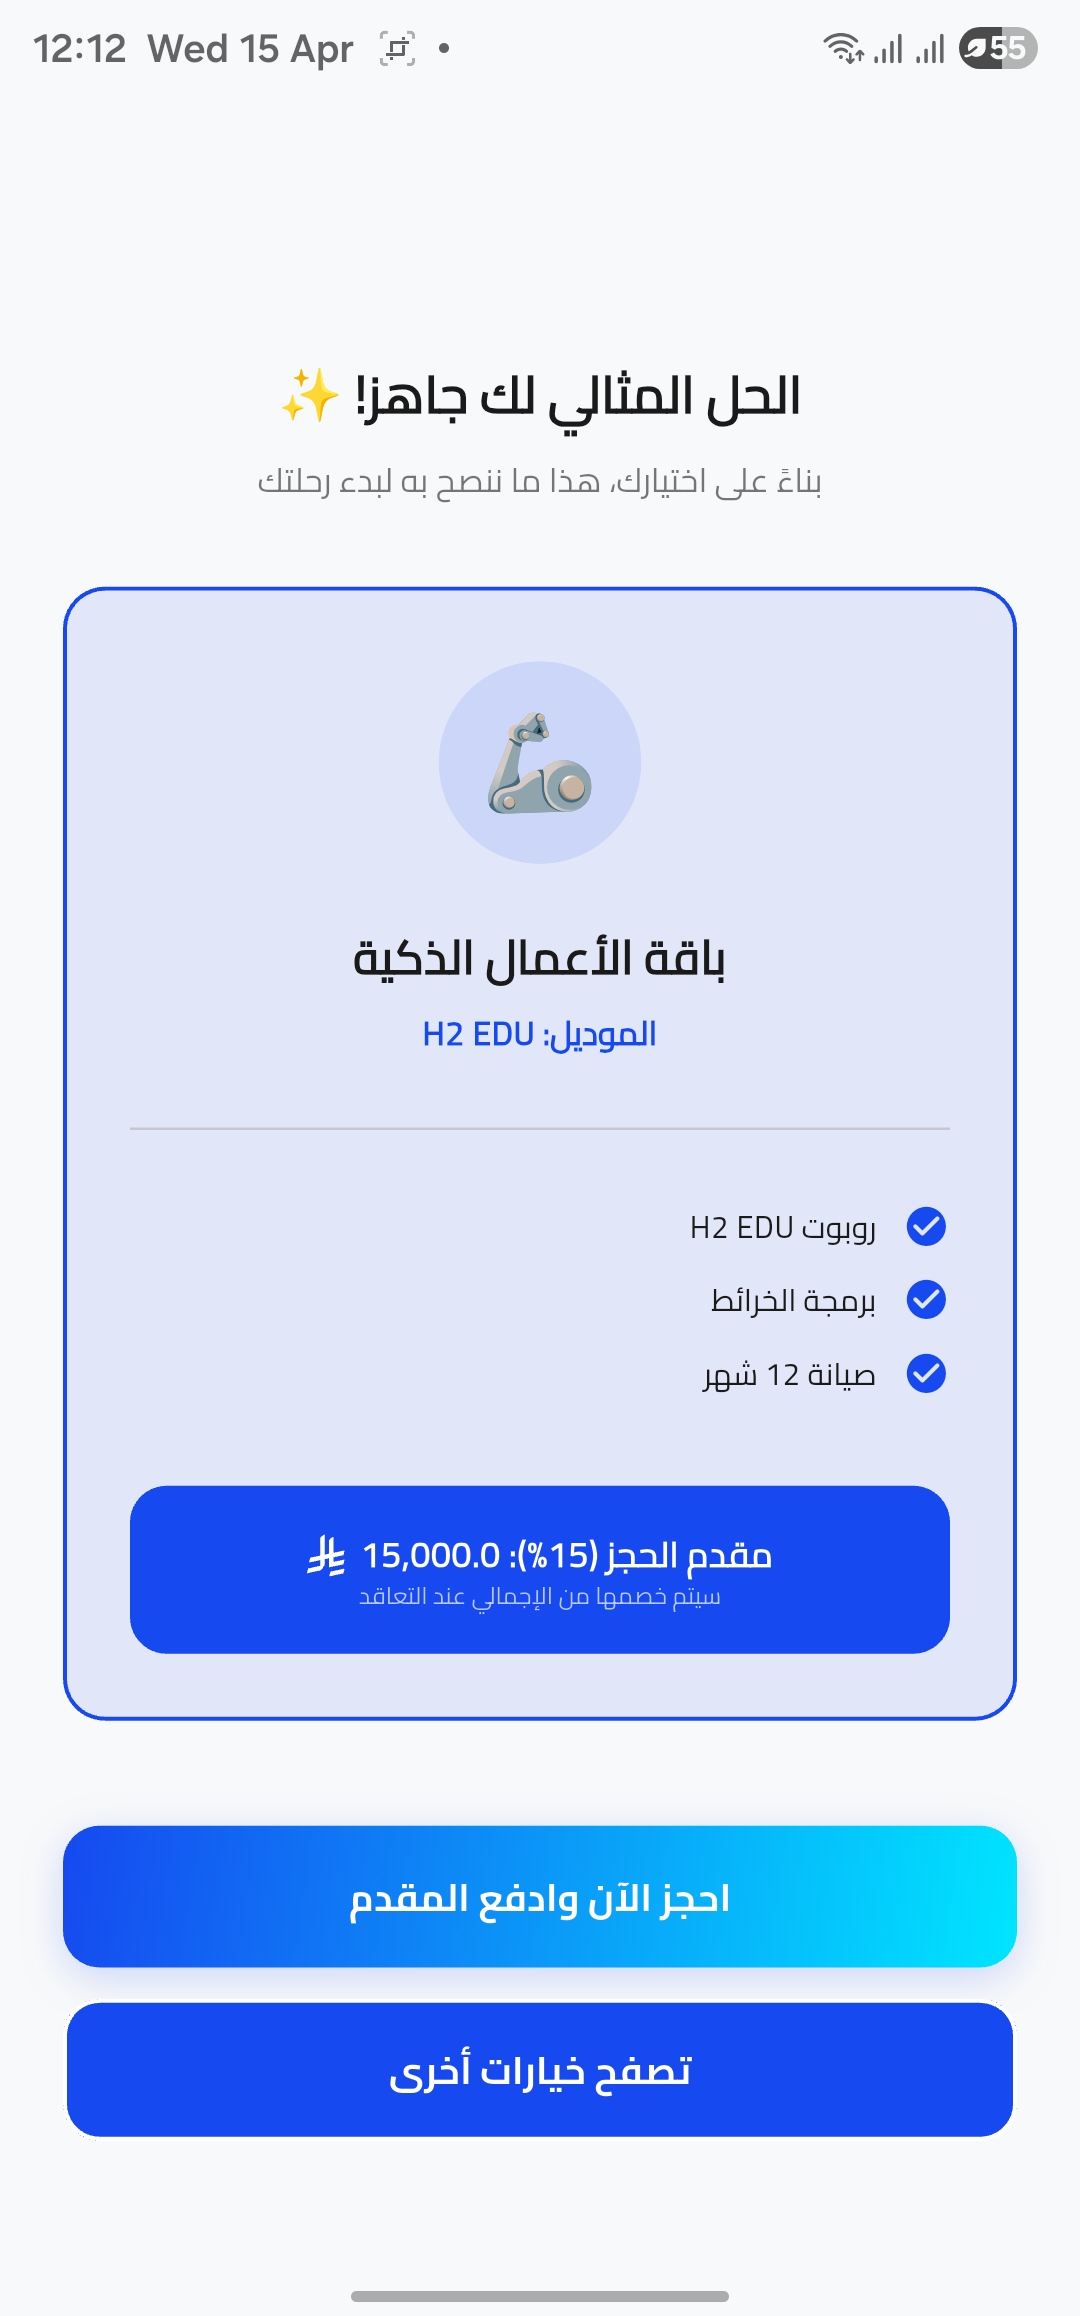 12:12 Wed 15 Apr
55
الحل المثالي لك جاهز! ✨
بناءً على اختيارك، هذا ما ننصح به لبدء رحلتك
باقة الأعمال الذكية
الموديل: H2 EDU
روبوت H2 EDU
برمجة الخرائط
صيانة 12 شهر
مقدم الحجز (15%): 15,000.0 ⃁
سيتم خصمها من الإجمالي عند التعاقد
احجز الآن وادفع المقدم
تصفح خيارات أخرى